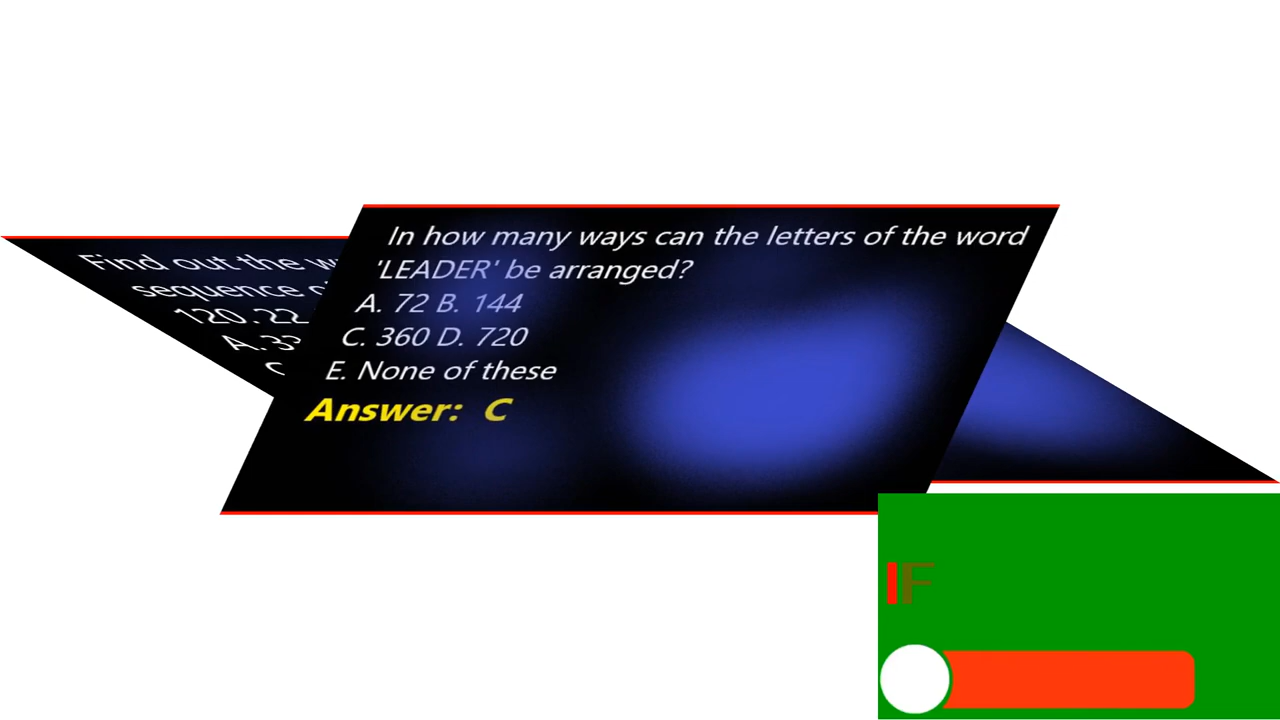 Find out the
sequence
120.22
A.
In how many ways can the letters of the word
'LEADER' be arranged?
A. 72 B. 144
C. 360 D. 720
E. None of these
Answer: C
IF